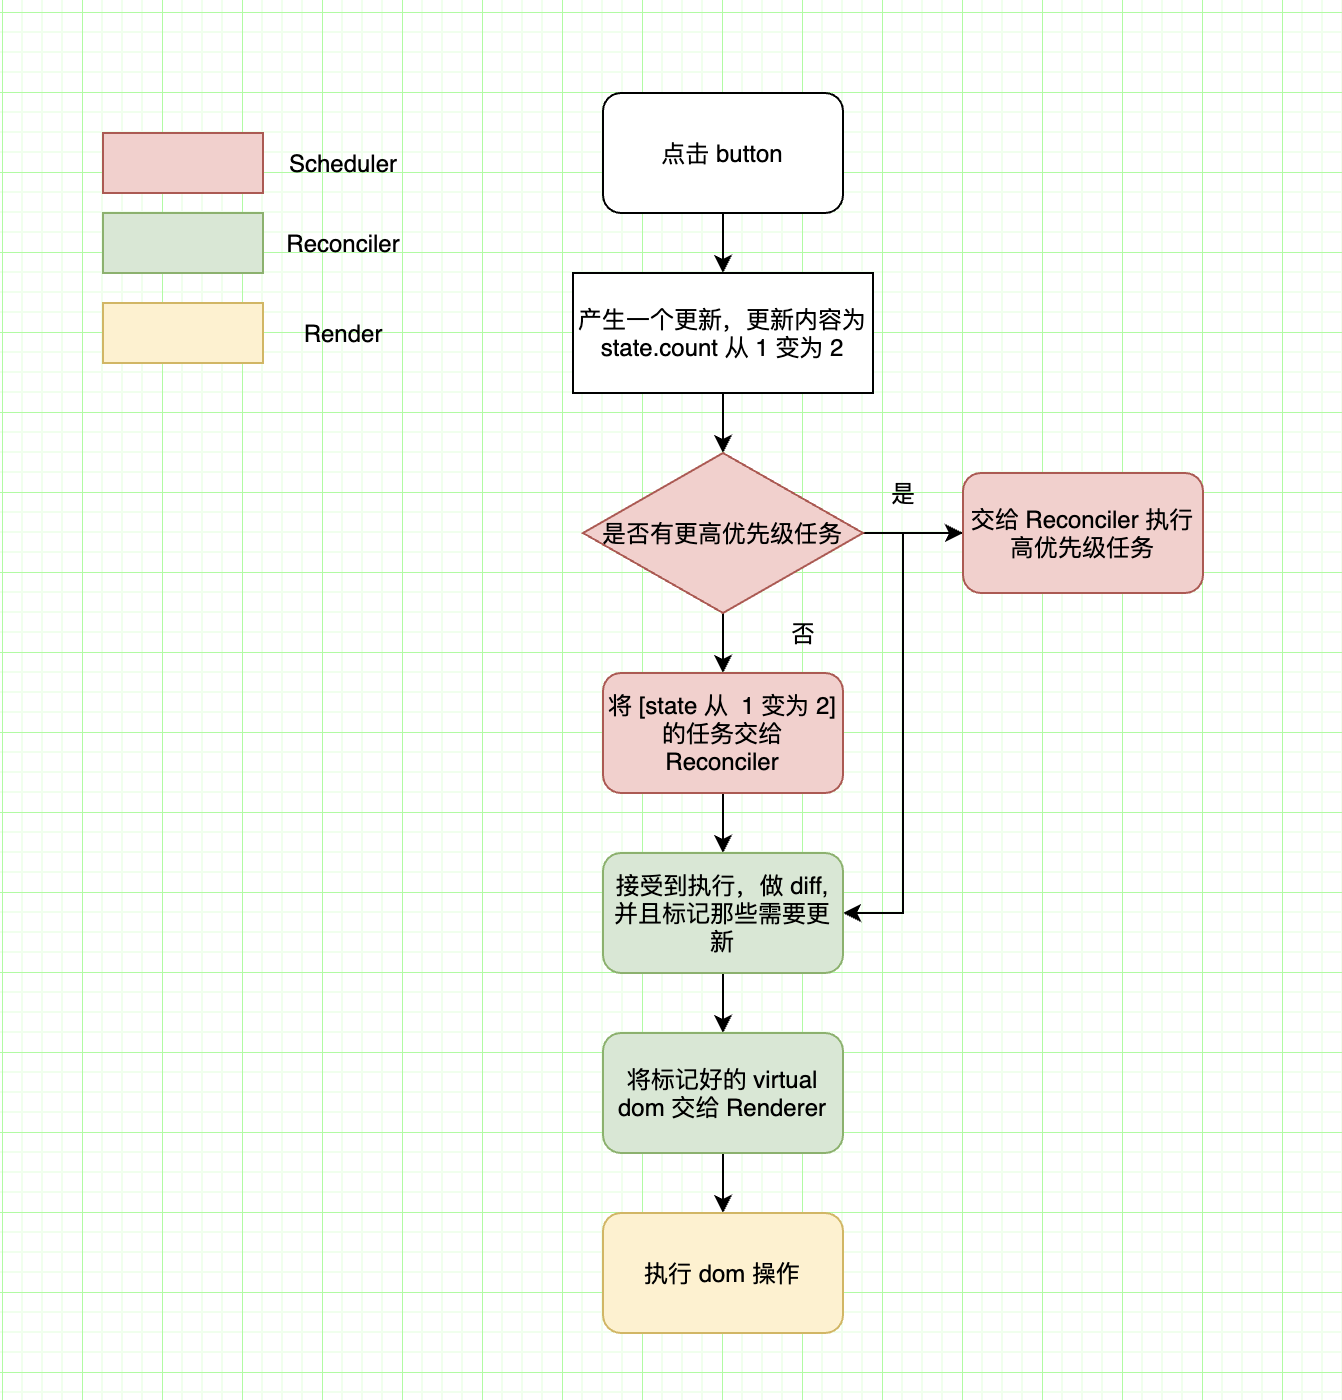 Scheduler
Reconciler
Render
点击 button
产生一个更新，更新内容为
state.count 从 1 变为 2
是否有更高优先级任务
是
交给 Reconciler 执行
高优先级任务
否
将 [state 从  1 变为 2]
的任务交给
Reconciler
接受到执行，做 diff,
并且标记那些需要更
新
将标记好的 virtual
dom 交给 Renderer
执行 dom 操作